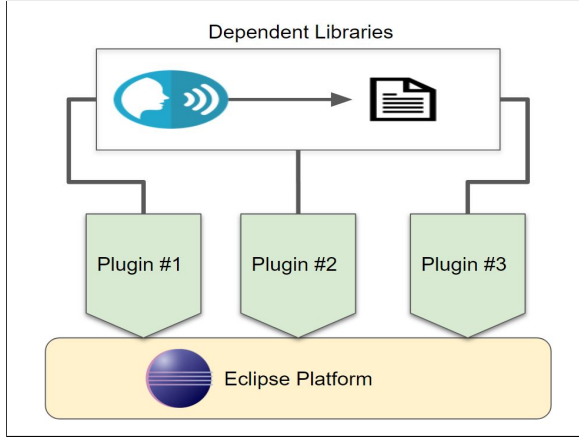 Dependent Libraries
Plugin #1
Plugin #2
Plugin #3
Eclipse Platform